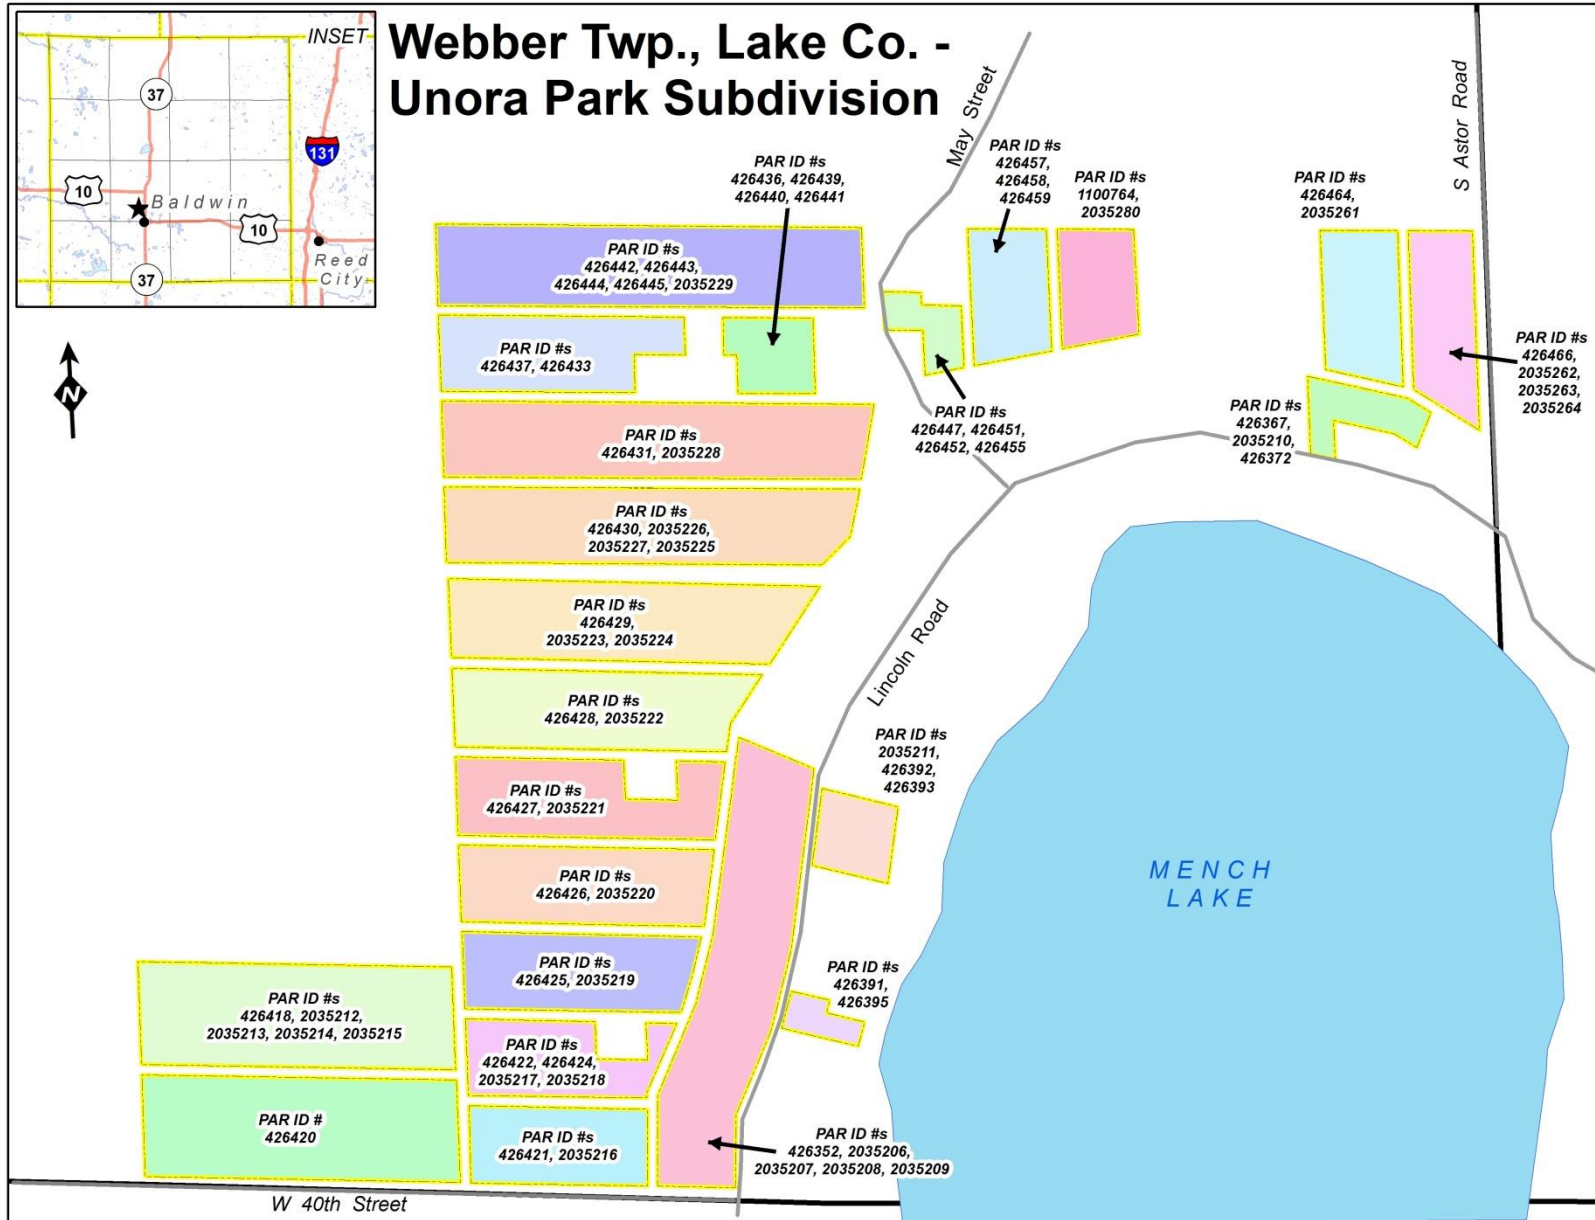 INSET
Webber Twp., Lake Co. -
Unora Park Subdivision
37
131
10
Baldwin
10
Reed
City
37
N
May Street
S Astor Road
PAR ID #s
426436, 426439,
426440, 426441
PAR ID #s
426457,
426458,
426459
PAR ID #s
1100764,
2035280
PAR ID #s
426464,
2035261
PAR ID #s
426442, 426443,
426444, 426445, 2035229
PAR ID #s
426437, 426433
PAR ID #s
426466,
2035262,
2035263,
2035264
PAR ID #s
426447, 426451,
426452, 426455
PAR ID #s
426367,
2035210,
426372
PAR ID #s
426431, 2035228
PAR ID #s
426430, 2035226,
2035227, 2035225
PAR ID #s
426429,
2035223, 2035224
Lincoln Road
PAR ID #s
426428, 2035222
PAR ID #s
2035211,
426392,
426393
PAR ID #s
426427, 2035221
PAR ID #s
426426, 2035220
MENCH
LAKE
PAR ID #s
426425, 2035219
PAR ID #s
426391,
426395
PAR ID #s
426418, 2035212,
2035213, 2035214, 2035215
PAR ID #s
426422, 426424,
2035217, 2035218
PAR ID #
426420
PAR ID #s
426421, 2035216
PAR ID #s
426352, 2035206,
2035207, 2035208, 2035209
W 40th Street